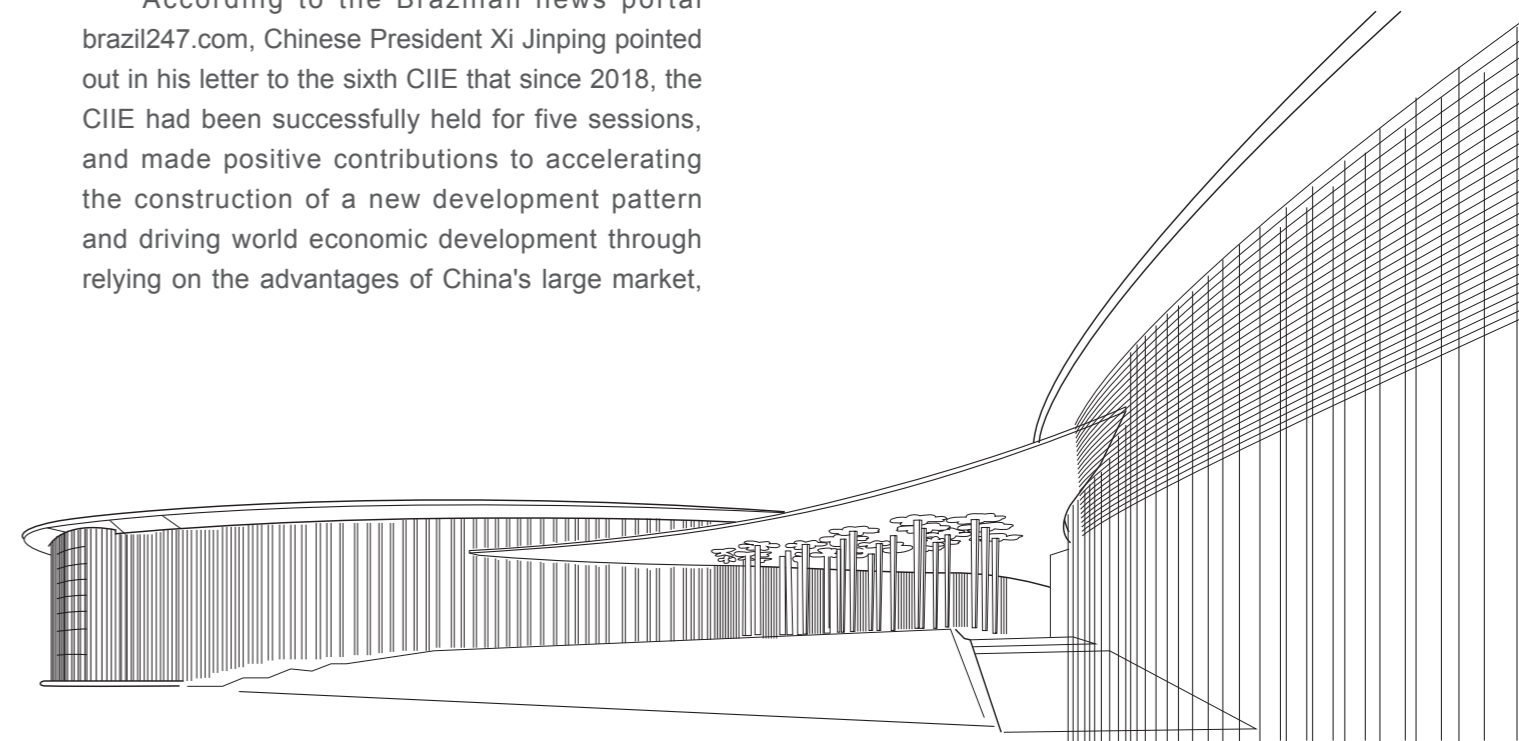 According to the Brazilian news portal
brazil247.com, Chinese President Xi Jinping pointed
out in his letter to the sixth CIIE that since 2018, the
CIIE had been successfully held for five sessions,
and made positive contributions to accelerating
the construction of a new development pattern
and driving world economic development through
relying on the advantages of China's large market,